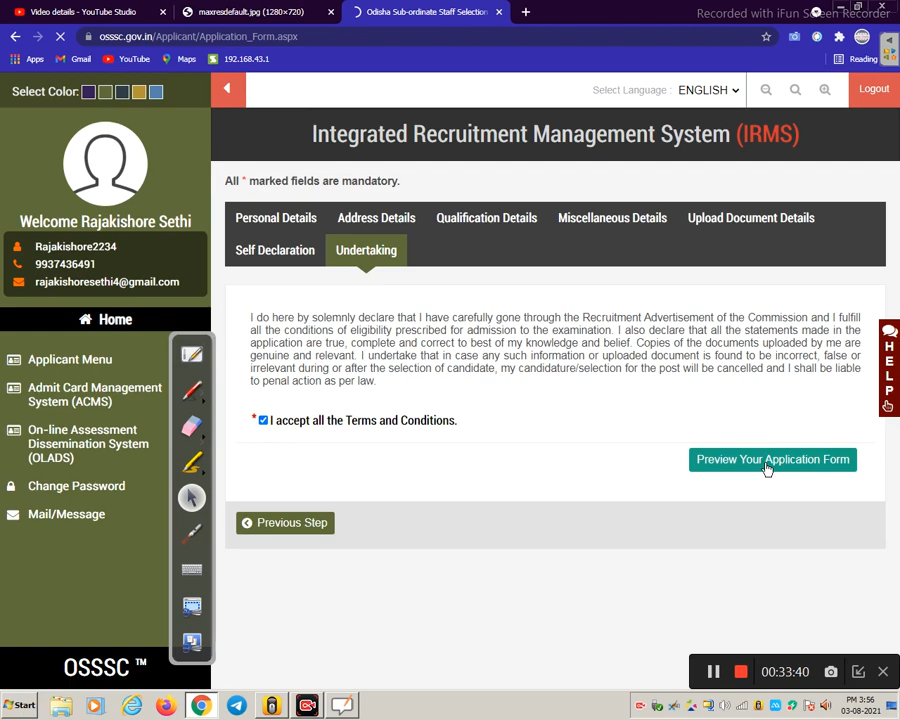 Video details - YouTube Studio
maxresdefault.jpg (1280×720)
Odisha Sub-ordinate Staff Selection
Recorded with iFun Screen Recorder
osssc.gov.in/Applicant/Application_Form.aspx
Apps
Gmail
YouTube
Maps
192.168.43.1
Reading
Select Color:
Select Language :
ENGLISH
Logout
Integrated Recruitment Management System (IRMS)
All * marked fields are mandatory.
Welcome Rajakishore Sethi
Rajakishore2234
9937436491
rajakishoresethi4@gmail.com
Home
Applicant Menu
Admit Card Management
System (ACMS)
On-line Assessment
Dissemination System
(OLADS)
Change Password
Mail/Message
OSSSC ™
Personal Details
Address Details
Qualification Details
Miscellaneous Details
Upload Document Details
Self Declaration
Undertaking
I do here by solemnly declare that I have carefully gone through the Recruitment Advertisement of the Commission and I fulfill
all the conditions of eligibility prescribed for admission to the examination. I also declare that all the statements made in the
application are true, complete and correct to best of my knowledge and belief. Copies of the documents uploaded by me are
genuine and relevant. I undertake that in case any such information or uploaded document is found to be incorrect, false or
irrelevant during or after the selection of candidate, my candidature/selection for the post will be cancelled and I shall be liable
to penal action as per law.
* I accept all the Terms and Conditions.
Preview Your Application Form
Previous Step
HELP
00:33:40
Start
PM 3:56
03-08-2021